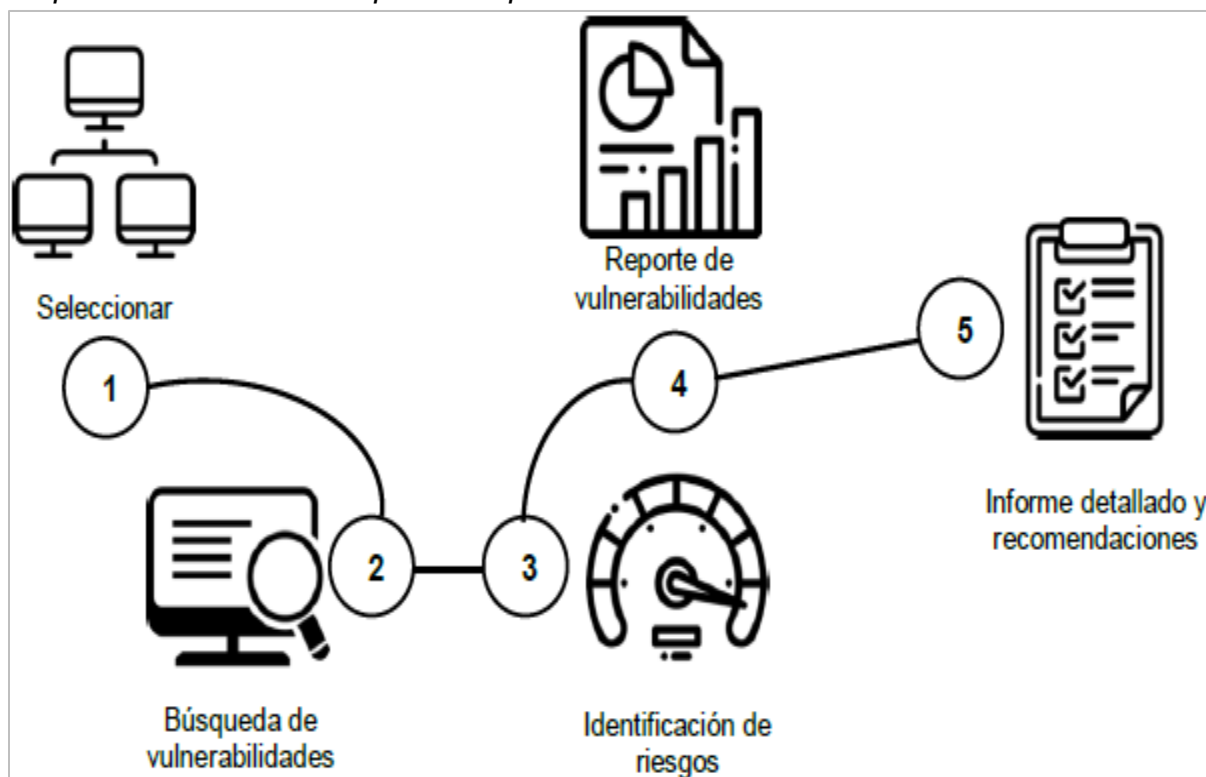 Seleccionar
1
Búsqueda de
vulnerabilidades
2
3
Identificación de
riesgos
Reporte de
vulnerabilidades
4
5
Informe detallado y
recomendaciones